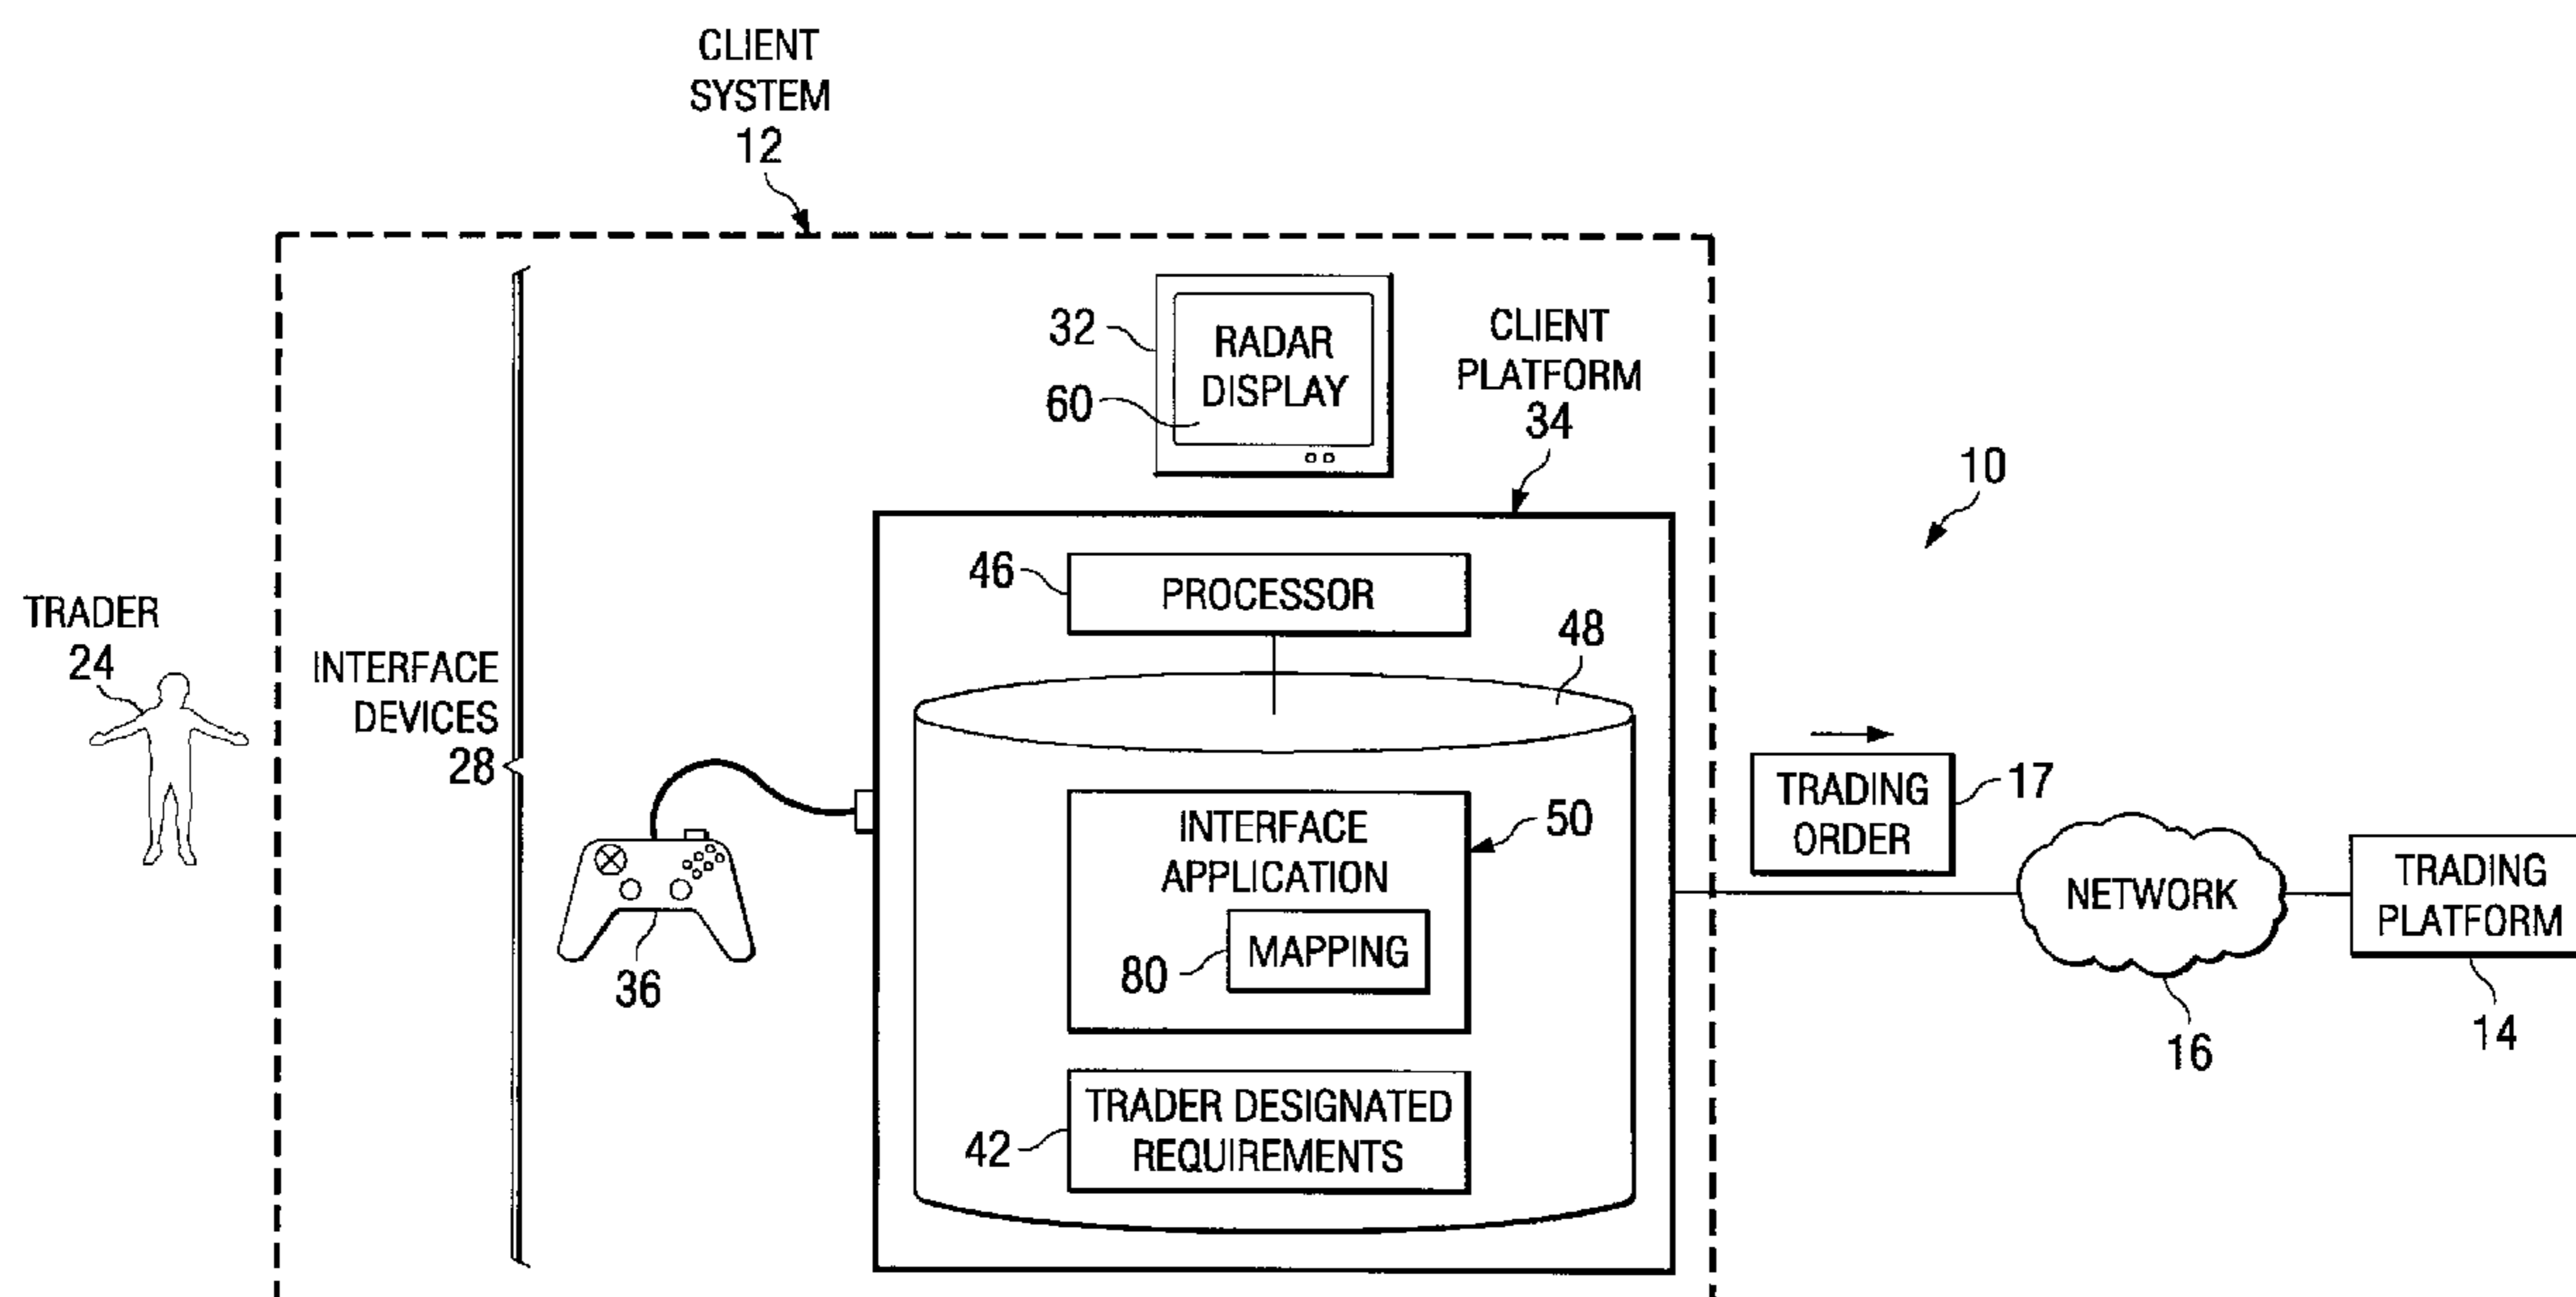 CLIENT
SYSTEM
12
32
RADAR
DISPLAY
60
CLIENT
PLATFORM
34
10
46
PROCESSOR
48
TRADER
24
INTERFACE
DEVICES
28
36
INTERFACE
APPLICATION
50
80
MAPPING
42
TRADER DESIGNATED
REQUIREMENTS
TRADING
ORDER
17
NETWORK
16
TRADING
PLATFORM
14